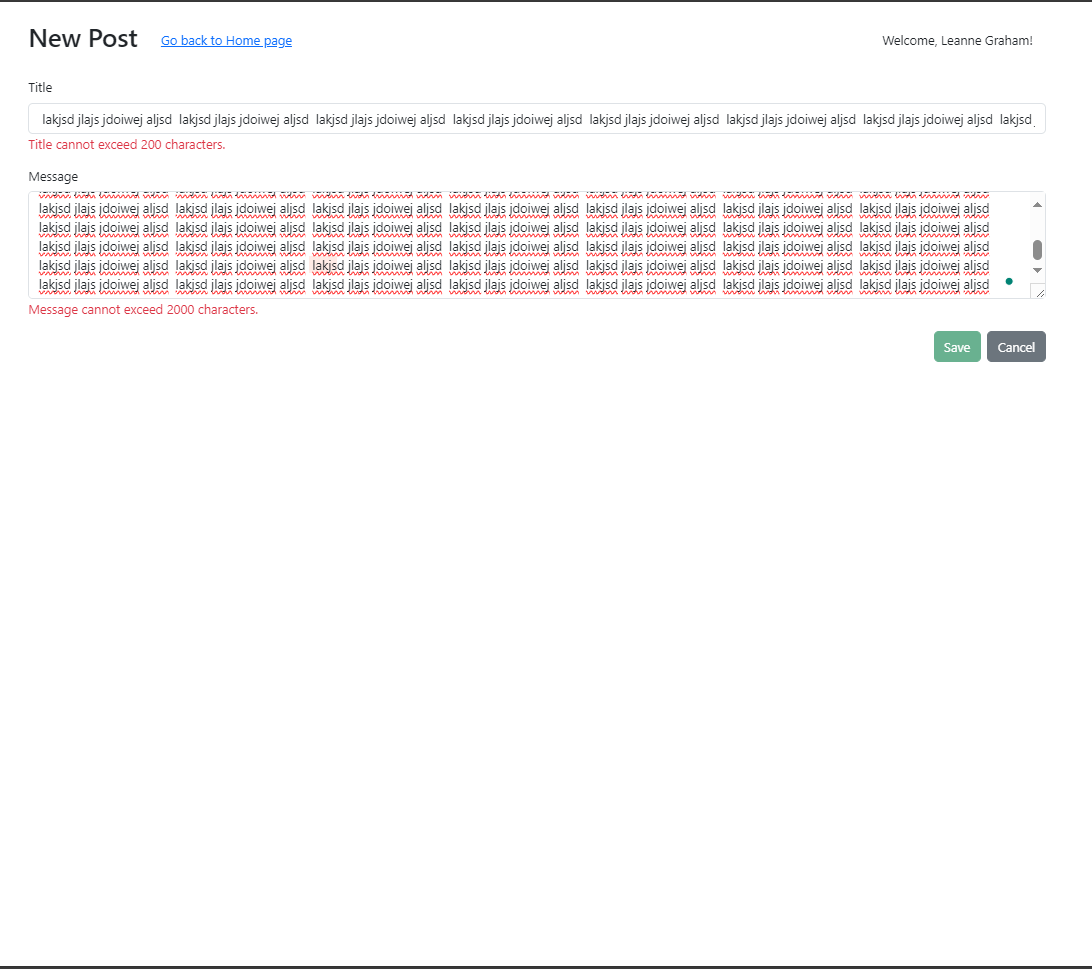 New Post Go back to Home page Welcome, Leanne Graham!
Title
lakjsd jlajs jdoiwej aljsd lakjsd jlajs jdoiwej aljsd lakjsd jlajs jdoiwej aljsd lakjsd jlajs jdoiwej aljsd lakjsd jlajs jdoiwej aljsd lakjsd jlajs jdoiwej aljsd lakjsd jlajs jdoiwej aljsd lakjsd
Title cannot exceed 200 characters.
Message
lakjsd jlajs jdoiwej aljsd lakjsd jlajs jdoiwej aljsd lakjsd jlajs jdoiwej aljsd lakjsd jlajs jdoiwej aljsd lakjsd jlajs jdoiwej aljsd lakjsd jlajs jdoiwej aljsd lakjsd jlajs jdoiwej aljsd
lakjsd jlajs jdoiwej aljsd lakjsd jlajs jdoiwej aljsd lakjsd jlajs jdoiwej aljsd lakjsd jlajs jdoiwej aljsd lakjsd jlajs jdoiwej aljsd lakjsd jlajs jdoiwej aljsd lakjsd jlajs jdoiwej aljsd
lakjsd jlajs jdoiwej aljsd lakjsd jlajs jdoiwej aljsd lakjsd jlajs jdoiwej aljsd lakjsd jlajs jdoiwej aljsd lakjsd jlajs jdoiwej aljsd lakjsd jlajs jdoiwej aljsd lakjsd jlajs jdoiwej aljsd
lakjsd jlajs jdoiwej aljsd lakjsd jlajs jdoiwej aljsd lakjsd jlajs jdoiwej aljsd lakjsd jlajs jdoiwej aljsd lakjsd jlajs jdoiwej aljsd lakjsd jlajs jdoiwej aljsd lakjsd jlajs jdoiwej aljsd
lakjsd jlajs jdoiwej aljsd lakjsd jlajs jdoiwej aljsd lakjsd jlajs jdoiwej aljsd lakjsd jlajs jdoiwej aljsd lakjsd jlajs jdoiwej aljsd lakjsd jlajs jdoiwej aljsd lakjsd jlajs jdoiwej aljsd
Message cannot exceed 2000 characters.
Save Cancel